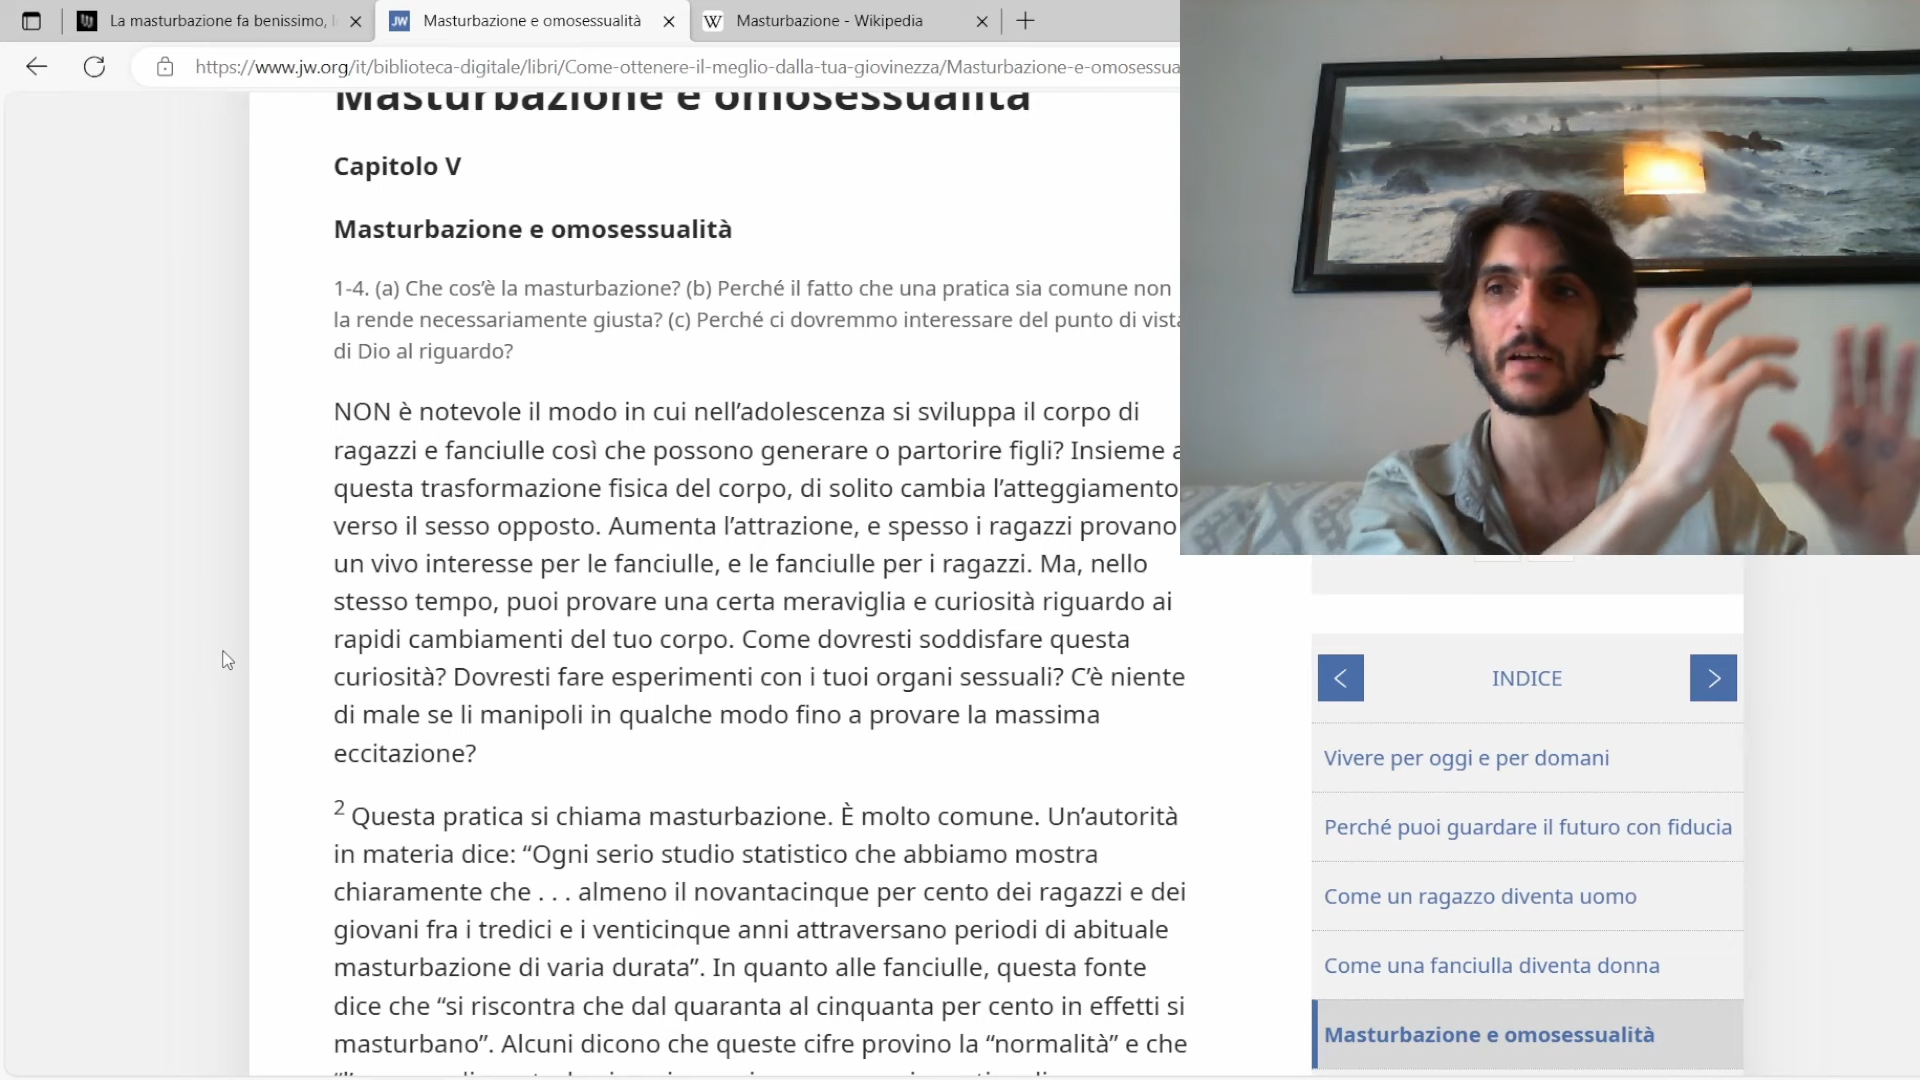 La masturbazione fa benissimo,
Masturbazione e omosessualità
Masturbazione - Wikipedia
https://www.jw.org/it/biblioteca-digitale/libri/Come-ottenere-il-meglio-dalla-tua-giovinezza/Masturbazione-e-omosessua
Masturbazione e omosessualità
Capitolo V
Masturbazione e omosessualità
1-4. (a) Che cos’è la masturbazione? (b) Perché il fatto che una pratica sia comune non
la rende necessariamente giusta? (c) Perché ci dovremmo interessare del punto di vista
di Dio al riguardo?
NON è notevole il modo in cui nell’adolescenza si sviluppa il corpo di
ragazzi e fanciulle così che possono generare o partorire figli? Insieme a
questa trasformazione fisica del corpo, di solito cambia l’atteggiamento
verso il sesso opposto. Aumenta l’attrazione, e spesso i ragazzi provano
un vivo interesse per le fanciulle, e le fanciulle per i ragazzi. Ma, nello
stesso tempo, puoi provare una certa meraviglia e curiosità riguardo ai
rapidi cambiamenti del tuo corpo. Come dovresti soddisfare questa
curiosità? Dovresti fare esperimenti con i tuoi organi sessuali? C’è niente
di male se li manipoli in qualche modo fino a provare la massima
eccitazione?
2 Questa pratica si chiama masturbazione. È molto comune. Un’autorità
in materia dice: “Ogni serio studio statistico che abbiamo mostra
chiaramente che . . . almeno il novantacinque per cento dei ragazzi e dei
giovani fra i tredici e i venticinque anni attraversano periodi di abituale
masturbazione di varia durata”. In quanto alle fanciulle, questa fonte
dice che “si riscontra che dal quaranta al cinquanta per cento in effetti si
masturbano”. Alcuni dicono che queste cifre provino la “normalità” e che
INDICE
Vivere per oggi e per domani
Perché puoi guardare il futuro con fiducia
Come un ragazzo diventa uomo
Come una fanciulla diventa donna
Masturbazione e omosessualità